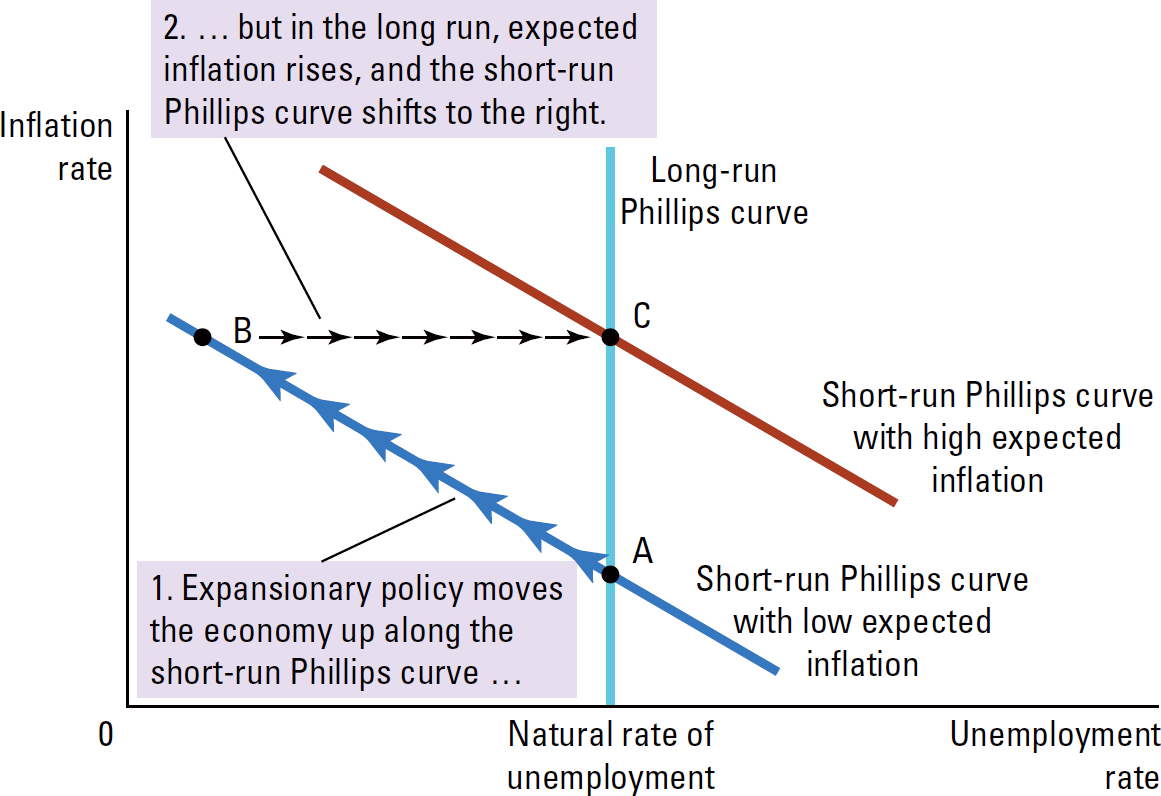 2. … but in the long run, expected
inflation rises, and the short-run
Phillips curve shifts to the right.
Inflation
rate
Long-run
Phillips curve
B
C
Short-run Phillips curve
with high expected
inflation
A
Short-run Phillips curve
with low expected
inflation
1. Expansionary policy moves
the economy up along the
short-run Phillips curve …
0
Natural rate of
unemployment
Unemployment
rate